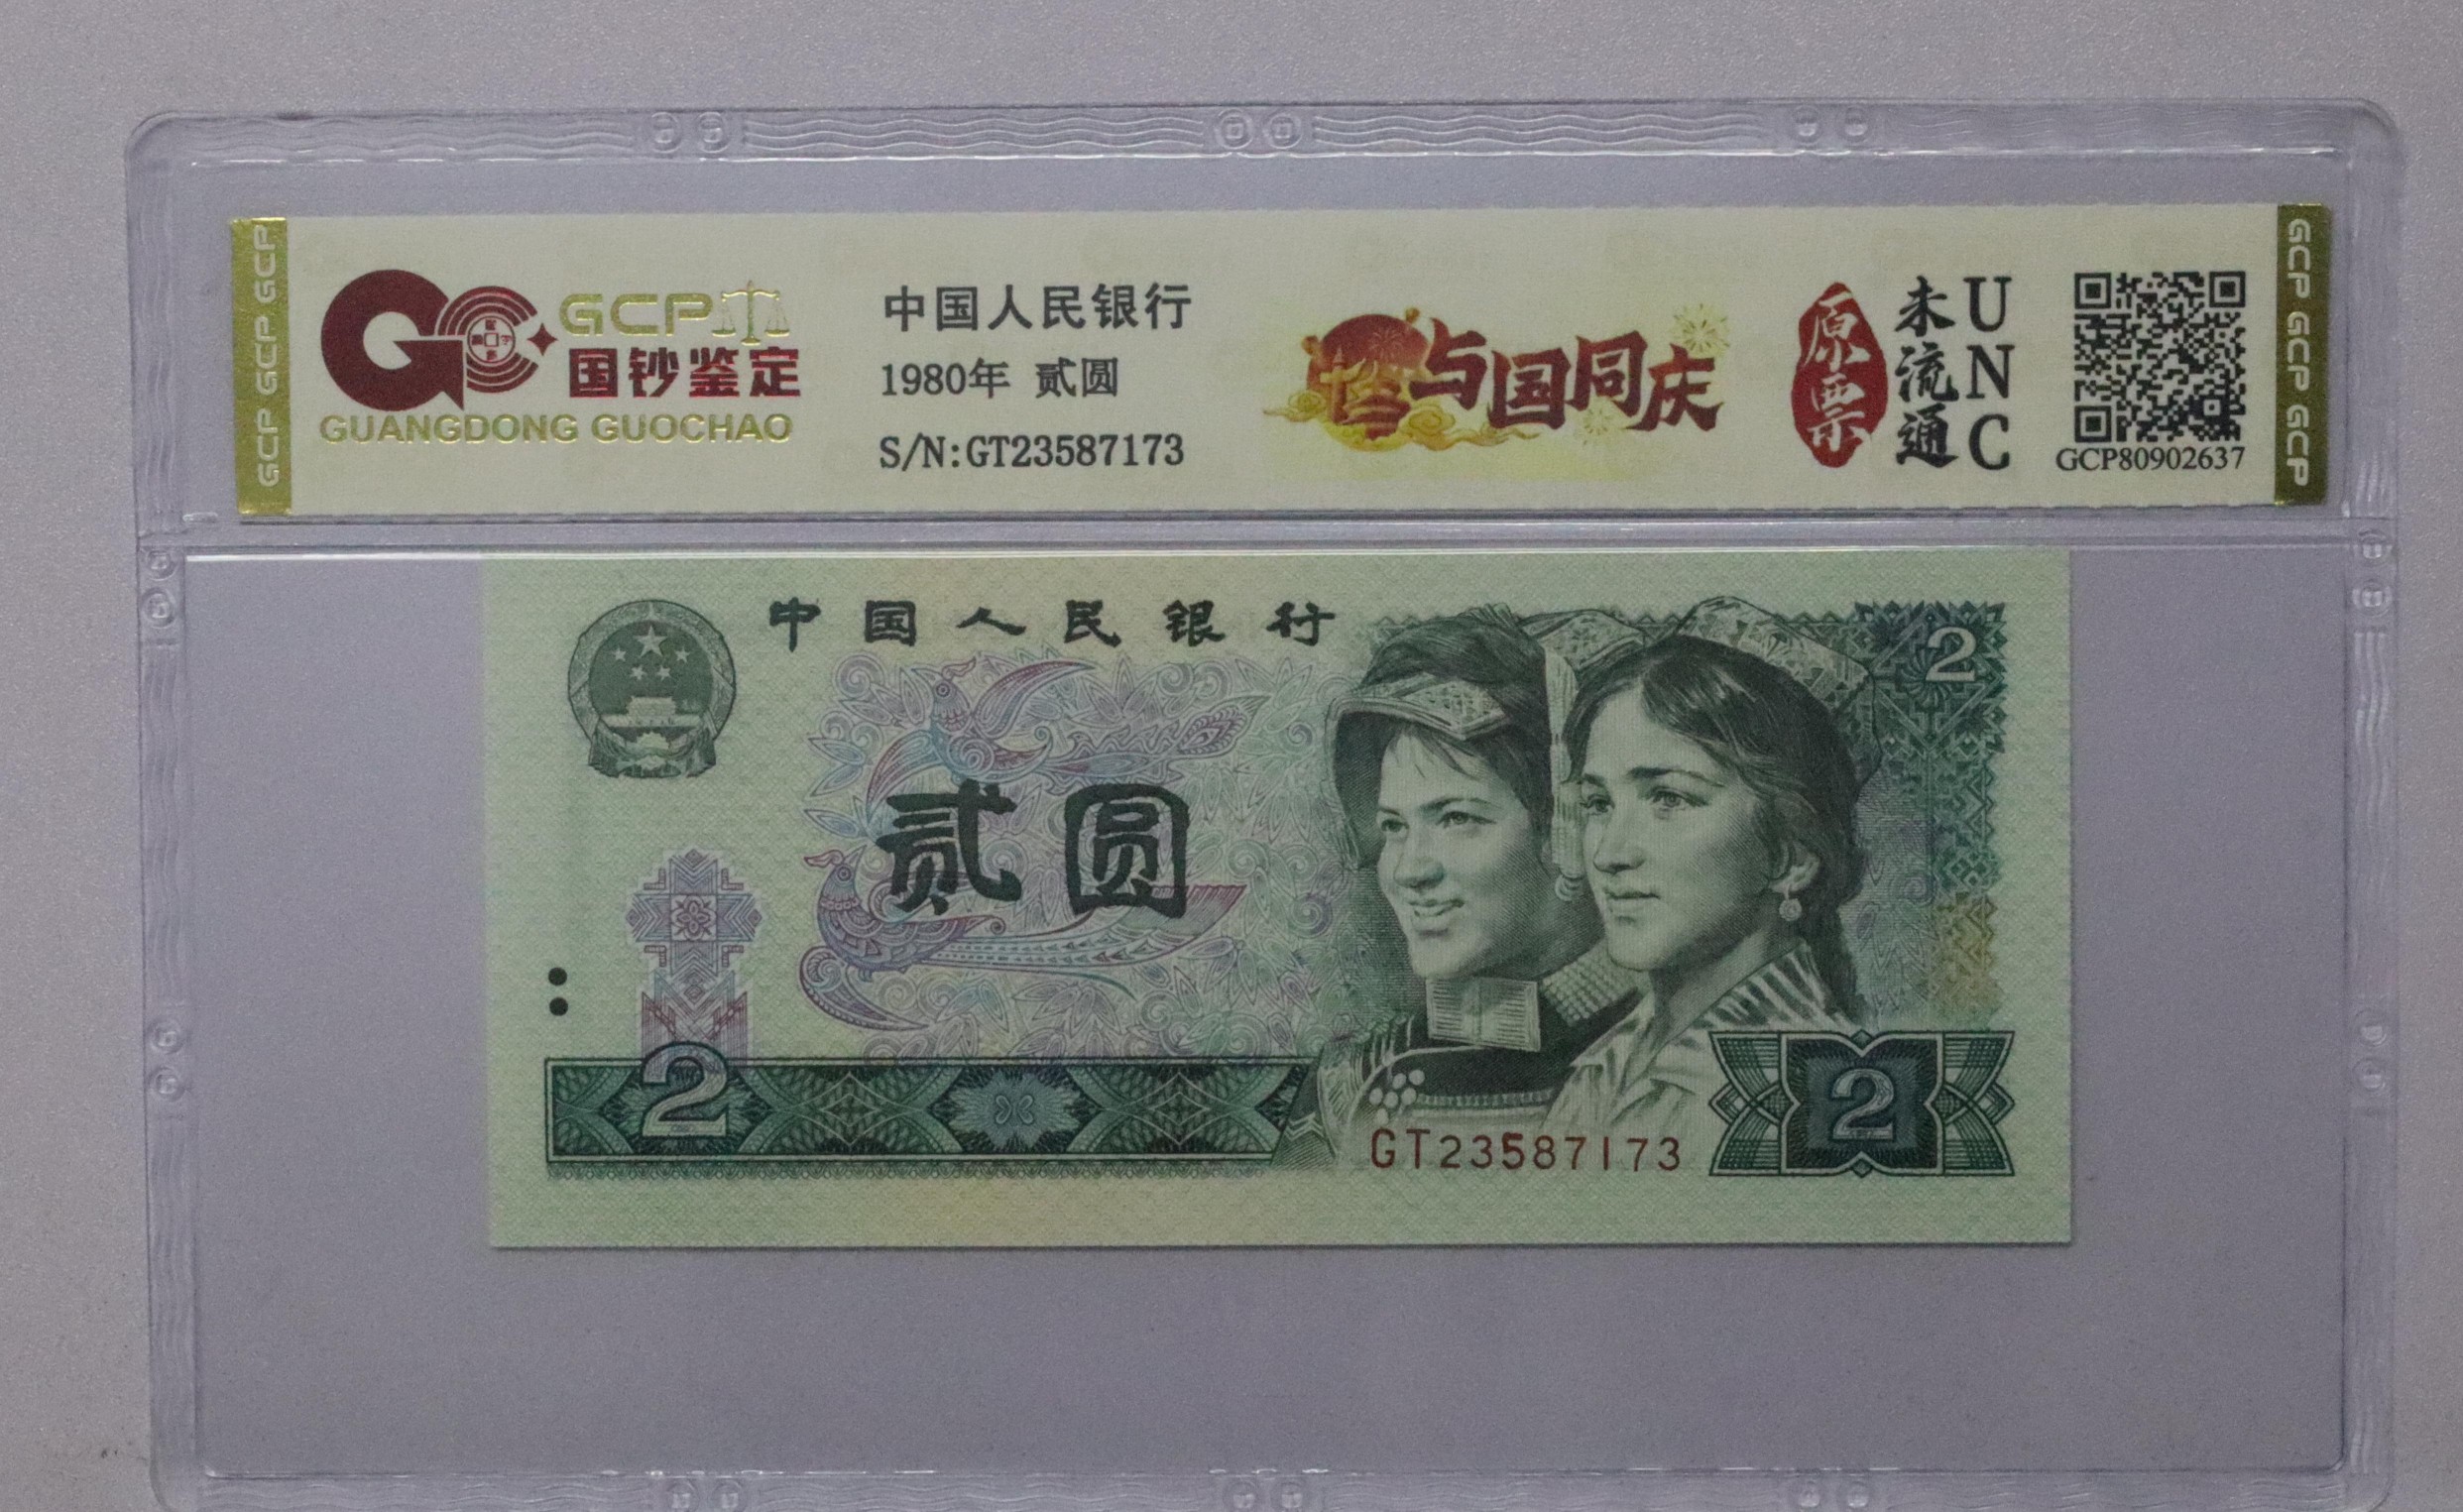 GCP GCP GCP
GCP
国钞鉴定
GUANGDONG GUOCHAO
中国人民银行
1980年 贰圆
S/N:GT23587173
与国同庆
原票
未流通
UNC
GCP80902637
GCP GCP GCP
中国人民银行
2
贰圆
2
GT23587173
2